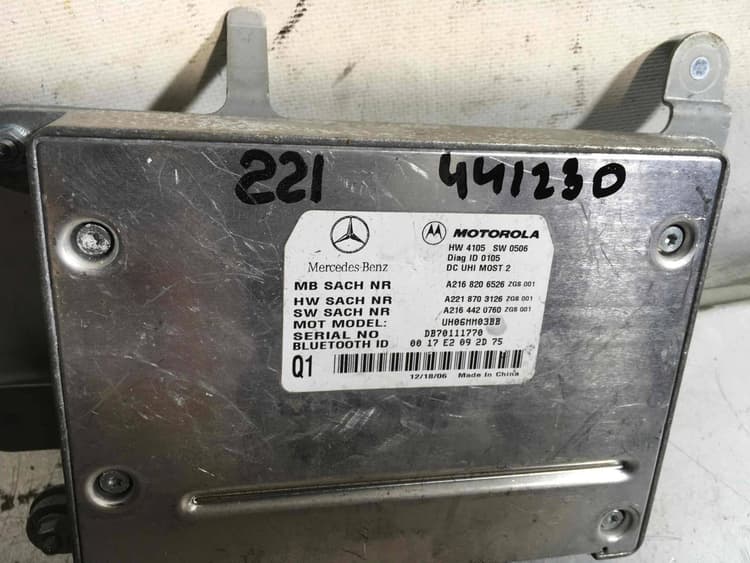 221 441230
Mercedes-Benz
MOTOROLA
HW 4105 SW 0506
Diag ID 0105
DC UHI MOST 2
MB SACH NR A216 820 6526 ZGS 001
HW SACH NR A221 870 3126 ZGS 001
SW SACH NR A216 442 0760 ZGS 001
MOT MODEL: UH06MM03BB
SERIAL NO DB70111770
BLUETOOTH ID 00 17 E2 09 2D 75
Q1
12/18/06 Made In China